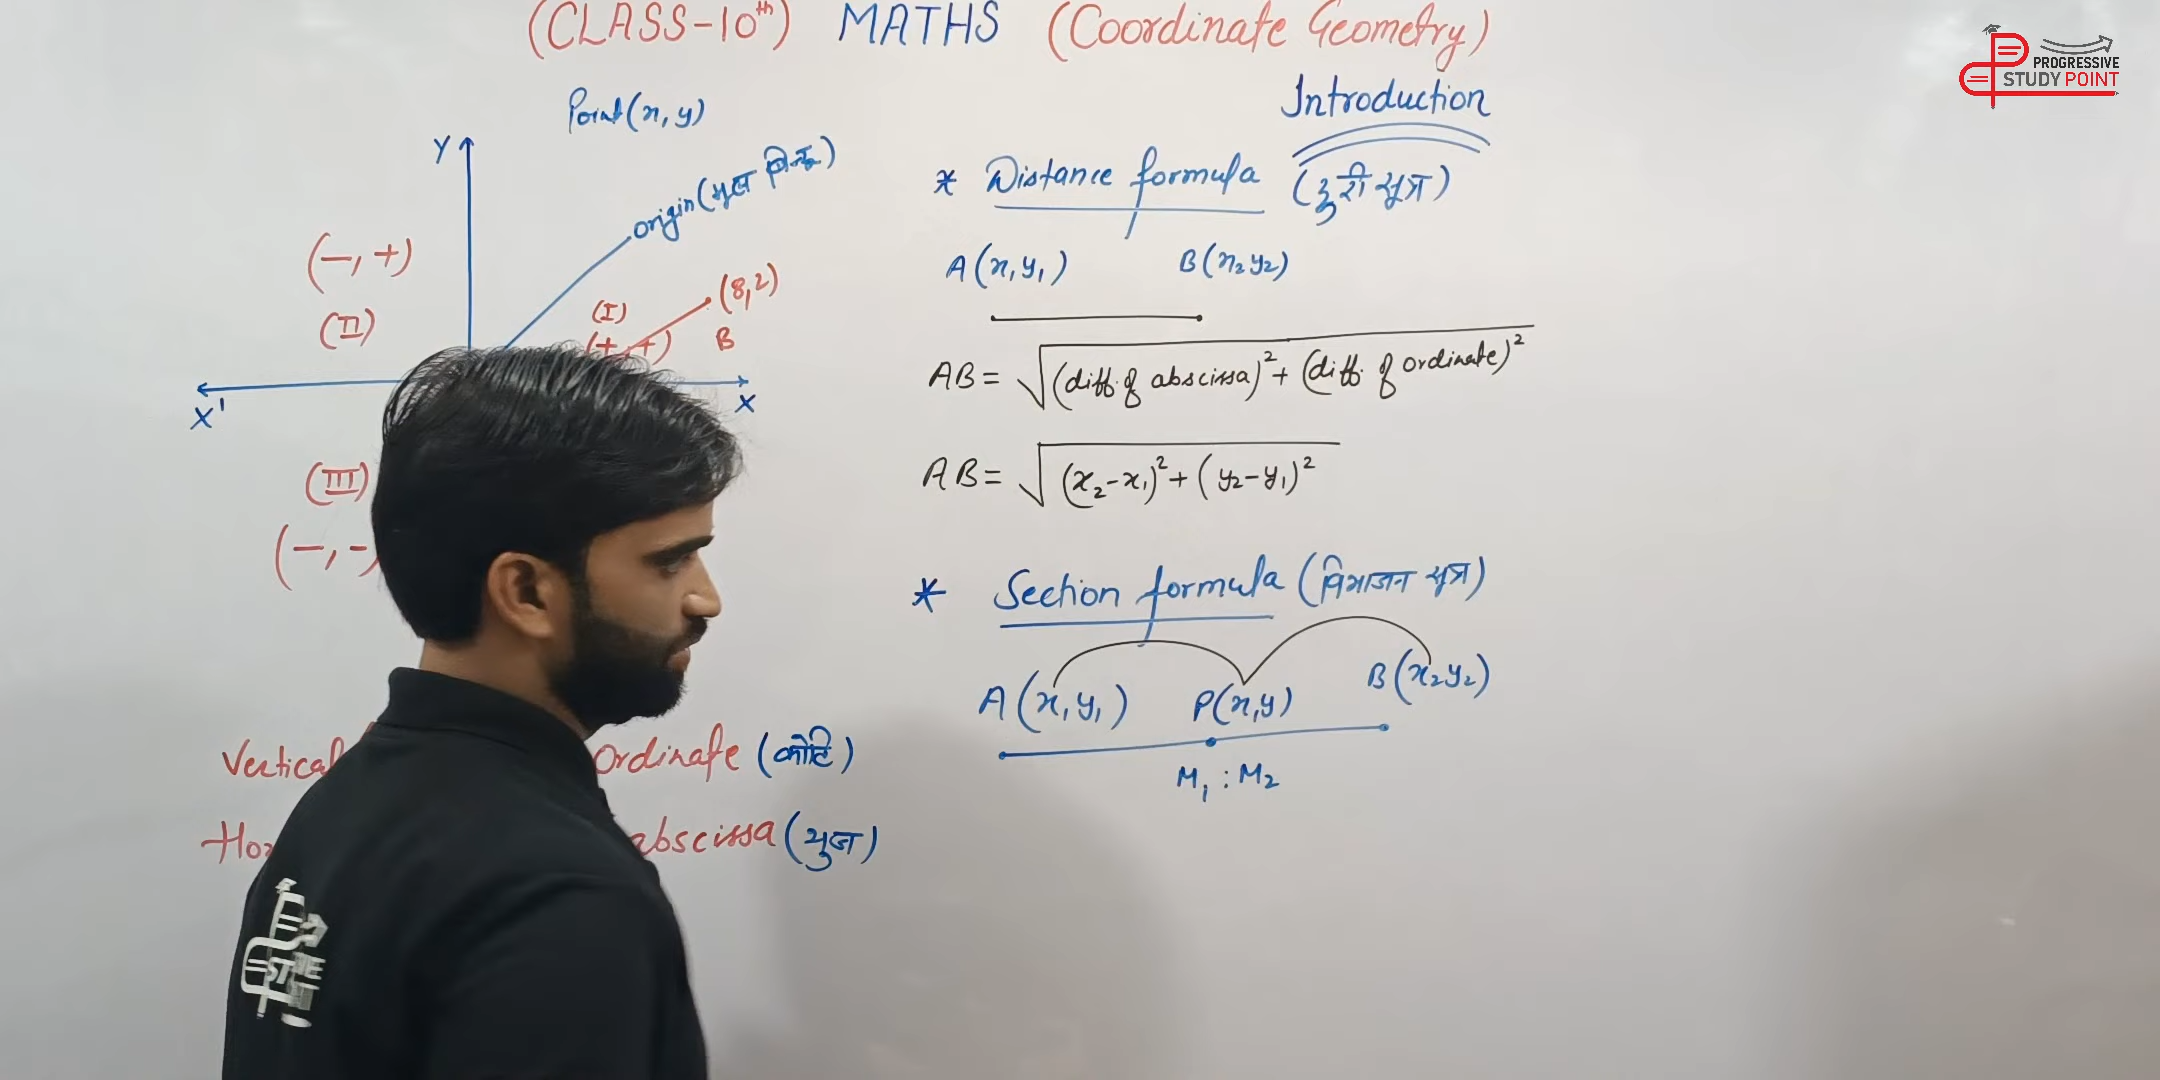 (CLASS-10th) MATHS (Coordinate Geometry)
PROGRESSIVE
STUDY POINT
Introduction
Point(x, y)
Y
origin(मूल बिन्दू)
(-, +)
(II)
(8,2)
B
(I)
(+, +)
X'
X
(III)
(-, -)
Ordinate (कोटि)
abscissa (भुज)
* Distance formula (दुरी सूत्र)
A(x, y₁) B(x₂ y₂)
AB = √(diff. of abscissa)² + (diff. of ordinate)²
AB = √(x₂-x₁)² + (y₂-y₁)²
* Section formula (विभाजन सूत्र)
A(x₁, y₁) P(x,y) B(x₂ y₂)
M₁ : M₂